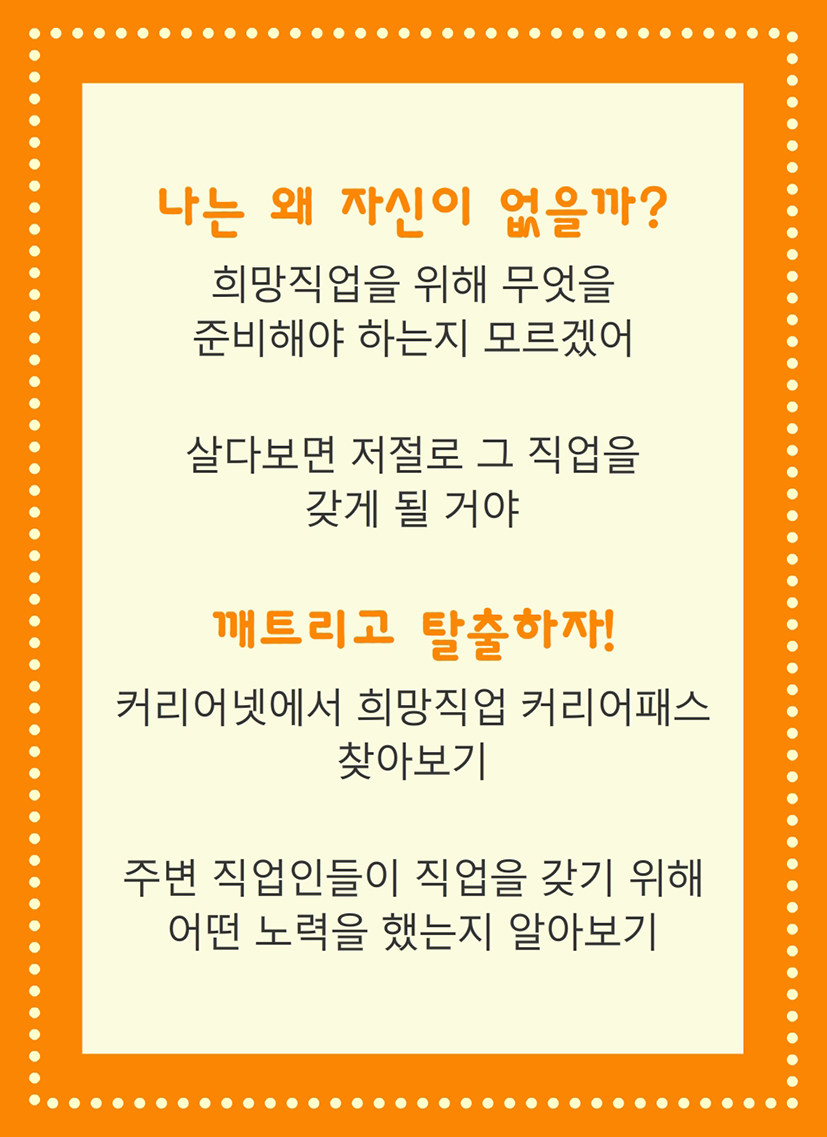 나는 왜 자신이 없을까?
희망직업을 위해 무엇을
준비해야 하는지 모르겠어
살다보면 저절로 그 직업을
갖게 될 거야
깨트리고 탈출하자!
커리어넷에서 희망직업 커리어패스
찾아보기
주변 직업인들이 직업을 갖기 위해
어떤 노력을 했는지 알아보기